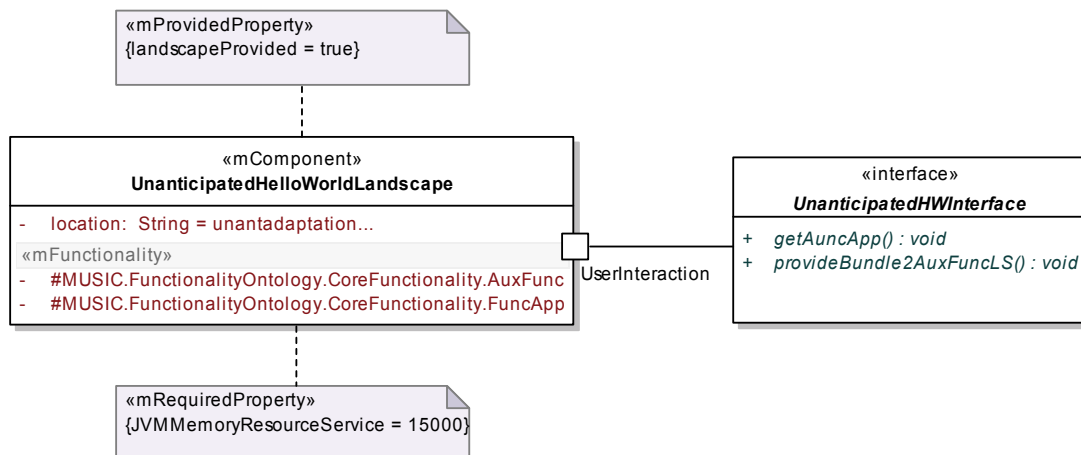 «mProvidedProperty»
{landscapeProvided = true}
«mComponent»
UnanticipatedHelloWorldLandscape
- location: String = unantadaptation...
«mFunctionality»
- #MUSIC.FunctionalityOntology.CoreFunctionality.AuxFunc
- #MUSIC.FunctionalityOntology.CoreFunctionality.FuncApp
UserInteraction
«interface»
UnanticipatedHWInterface
+ getAuncApp() : void
+ provideBundle2AuxFuncLS() : void
«mRequiredProperty»
{JVMMemoryResourceService = 15000}